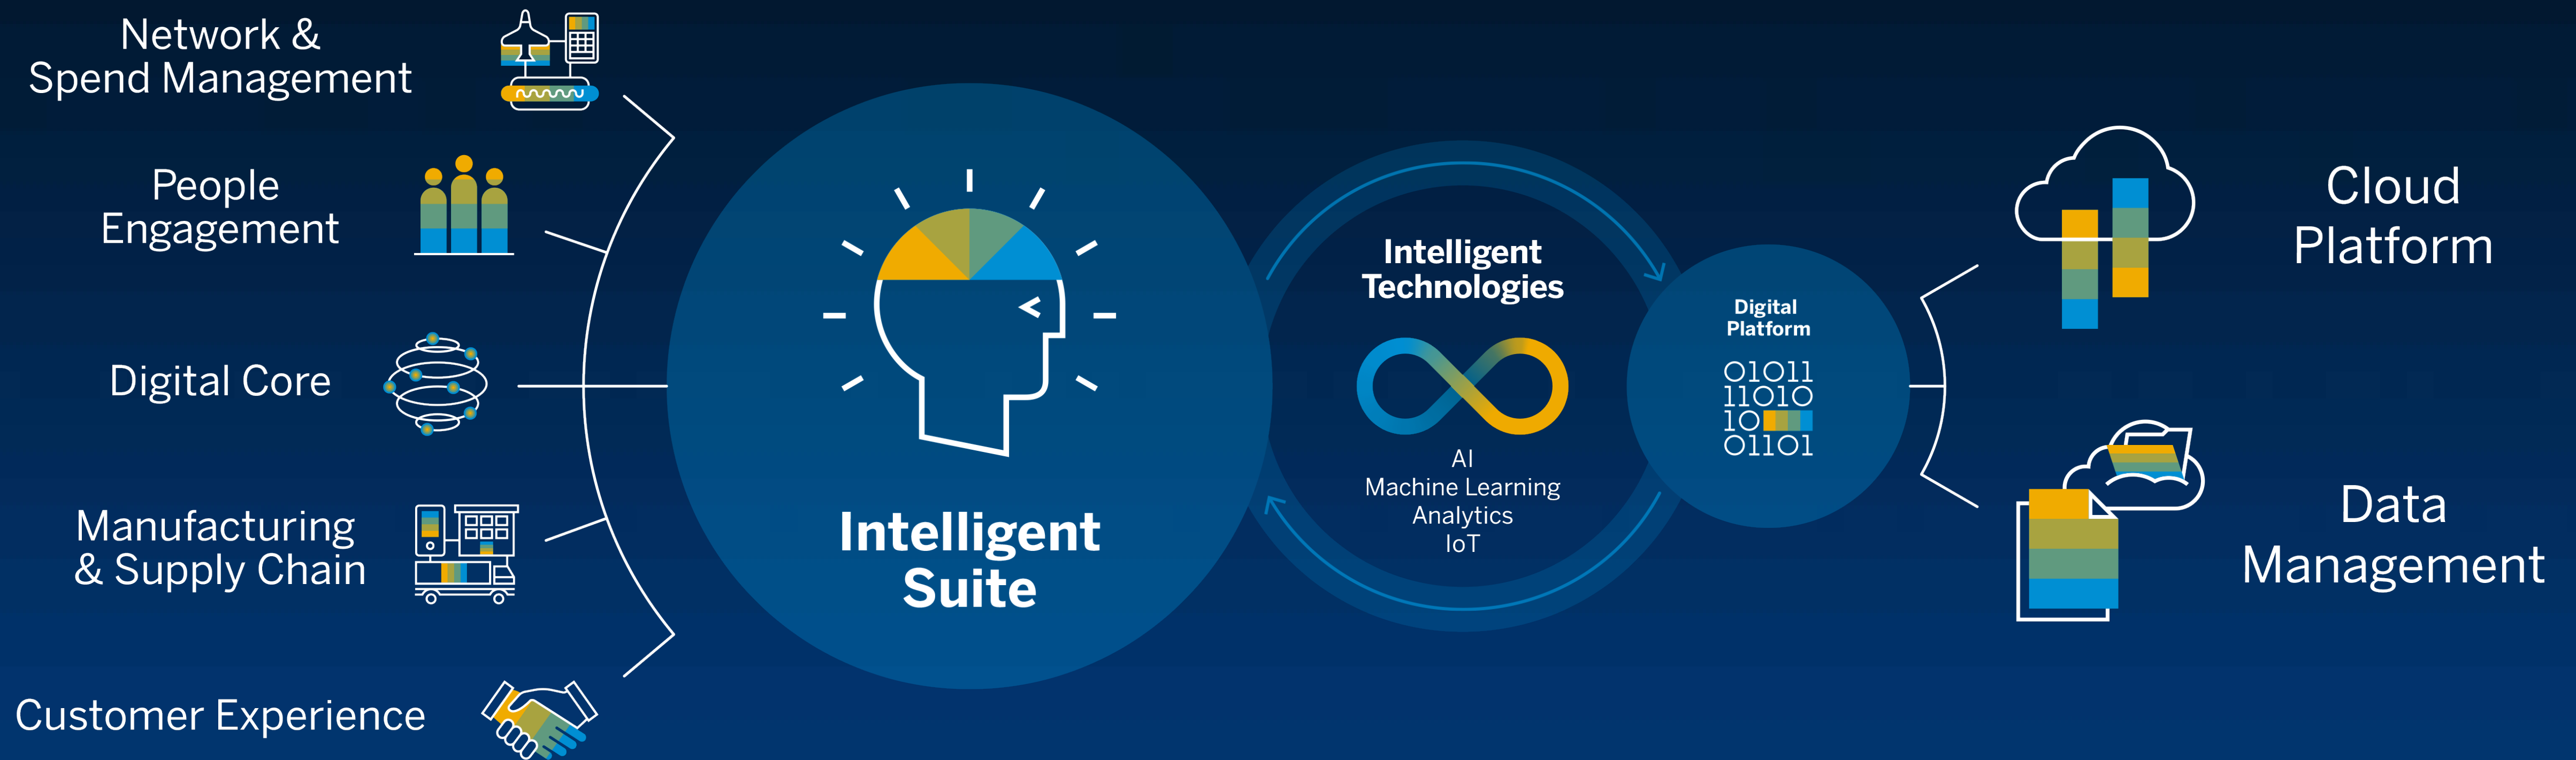 Network &
Spend Management
People
Engagement
Digital Core
Manufacturing
& Supply Chain
Customer Experience
Intelligent
Suite
Intelligent
Technologies
AI
Machine Learning
Analytics
IoT
Digital
Platform
01011
11010
10
01101
Cloud
Platform
Data
Management